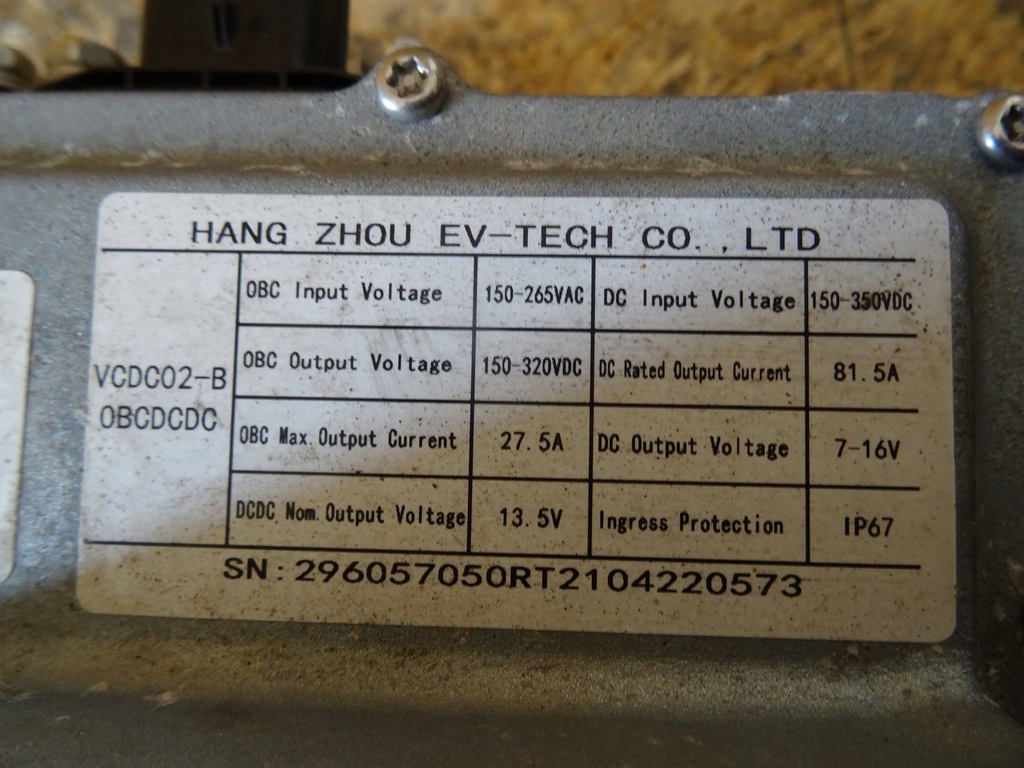 HANG ZHOU EV-TECH CO., LTD
VCDC02-B
OBCDCDC
OBC Input Voltage 150-265VAC DC Input Voltage 150-350VDC
OBC Output Voltage 150-320VDC DC Rated Output Current 81.5A
OBC Max. Output Current 27.5A DC Output Voltage 7-16V
DCDC Nom. Output Voltage 13.5V Ingress Protection IP67
SN:296057050RT2104220573